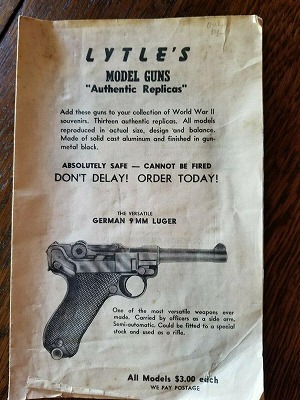 LYTLE'S
MODEL GUNS
"Authentic Replicas"
Add these guns to your collection of World War II
souvenirs. Thirteen authentic replicas. All models
reproduced in actual size, design and balance.
Made of solid cast aluminum and finished in gun-
metal black.
ABSOLUTELY SAFE — CANNOT BE FIRED
DON'T DELAY! ORDER TODAY!
THE VERSATILE
GERMAN 9 MM LUGER
One of the most versatile weapons ever
made. Carried by officers as a side arm.
Semi-automatic. Could be fitted to a special
stock and used as a rifle.
All Models $3.00 each
WE PAY POSTAGE